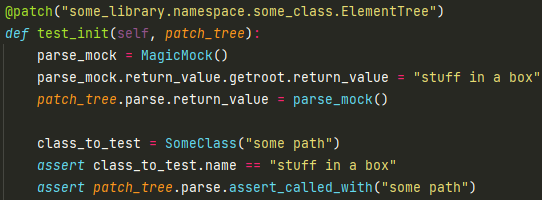 @patch("some_library.namespace.some_class.ElementTree")
def test_init(self, patch_tree):
    parse_mock = MagicMock()
    parse_mock.return_value.getroot.return_value = "stuff in a box"
    patch_tree.parse.return_value = parse_mock()

    class_to_test = SomeClass("some path")
    assert class_to_test.name == "stuff in a box"
    assert patch_tree.parse.assert_called_with("some path")